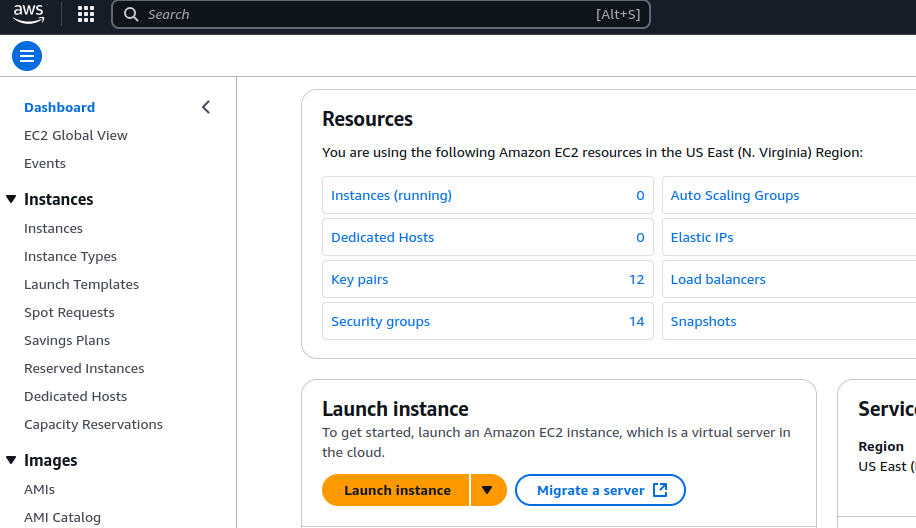 aws
Search [Alt+S]
Dashboard
EC2 Global View
Events
Instances
Instances
Instance Types
Launch Templates
Spot Requests
Savings Plans
Reserved Instances
Dedicated Hosts
Capacity Reservations
Images
AMIs
AMI Catalog
Resources
You are using the following Amazon EC2 resources in the US East (N. Virginia) Region:
Instances (running) 0 Auto Scaling Groups
Dedicated Hosts 0 Elastic IPs
Key pairs 12 Load balancers
Security groups 14 Snapshots
Launch instance
To get started, launch an Amazon EC2 instance, which is a virtual server in
the cloud.
Launch instance Migrate a server
Region
US East